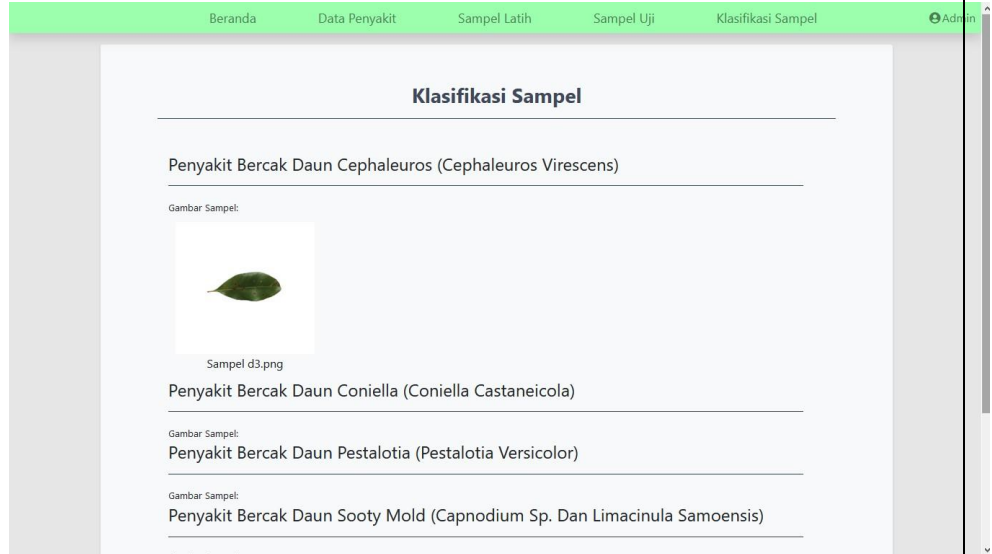 Beranda Data Penyakit Sampel Latih Sampel Uji Klasifikasi Sampel Admin
Klasifikasi Sampel
Penyakit Bercak Daun Cephaleuros (Cephaleuros Virescens)
Gambar Sampel:
Sampel d3.png
Penyakit Bercak Daun Coniella (Coniella Castaneicola)
Gambar Sampel:
Penyakit Bercak Daun Pestalotia (Pestalotia Versicolor)
Gambar Sampel:
Penyakit Bercak Daun Sooty Mold (Capnodium Sp. Dan Limacinula Samoensis)